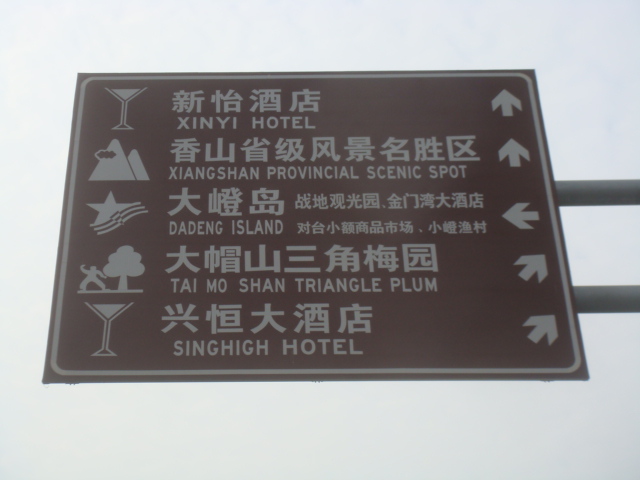 新怡酒店
XINYI HOTEL
香山省级风景名胜区
XIANGSHAN PROVINCIAL SCENIC SPOT
大嶝岛 战地观光园、金门湾大酒店
DADENG ISLAND 对台小额商品市场、小嶝渔村
大帽山三角梅园
TAI MO SHAN TRIANGLE PLUM
兴恒大酒店
SINGHIGH HOTEL